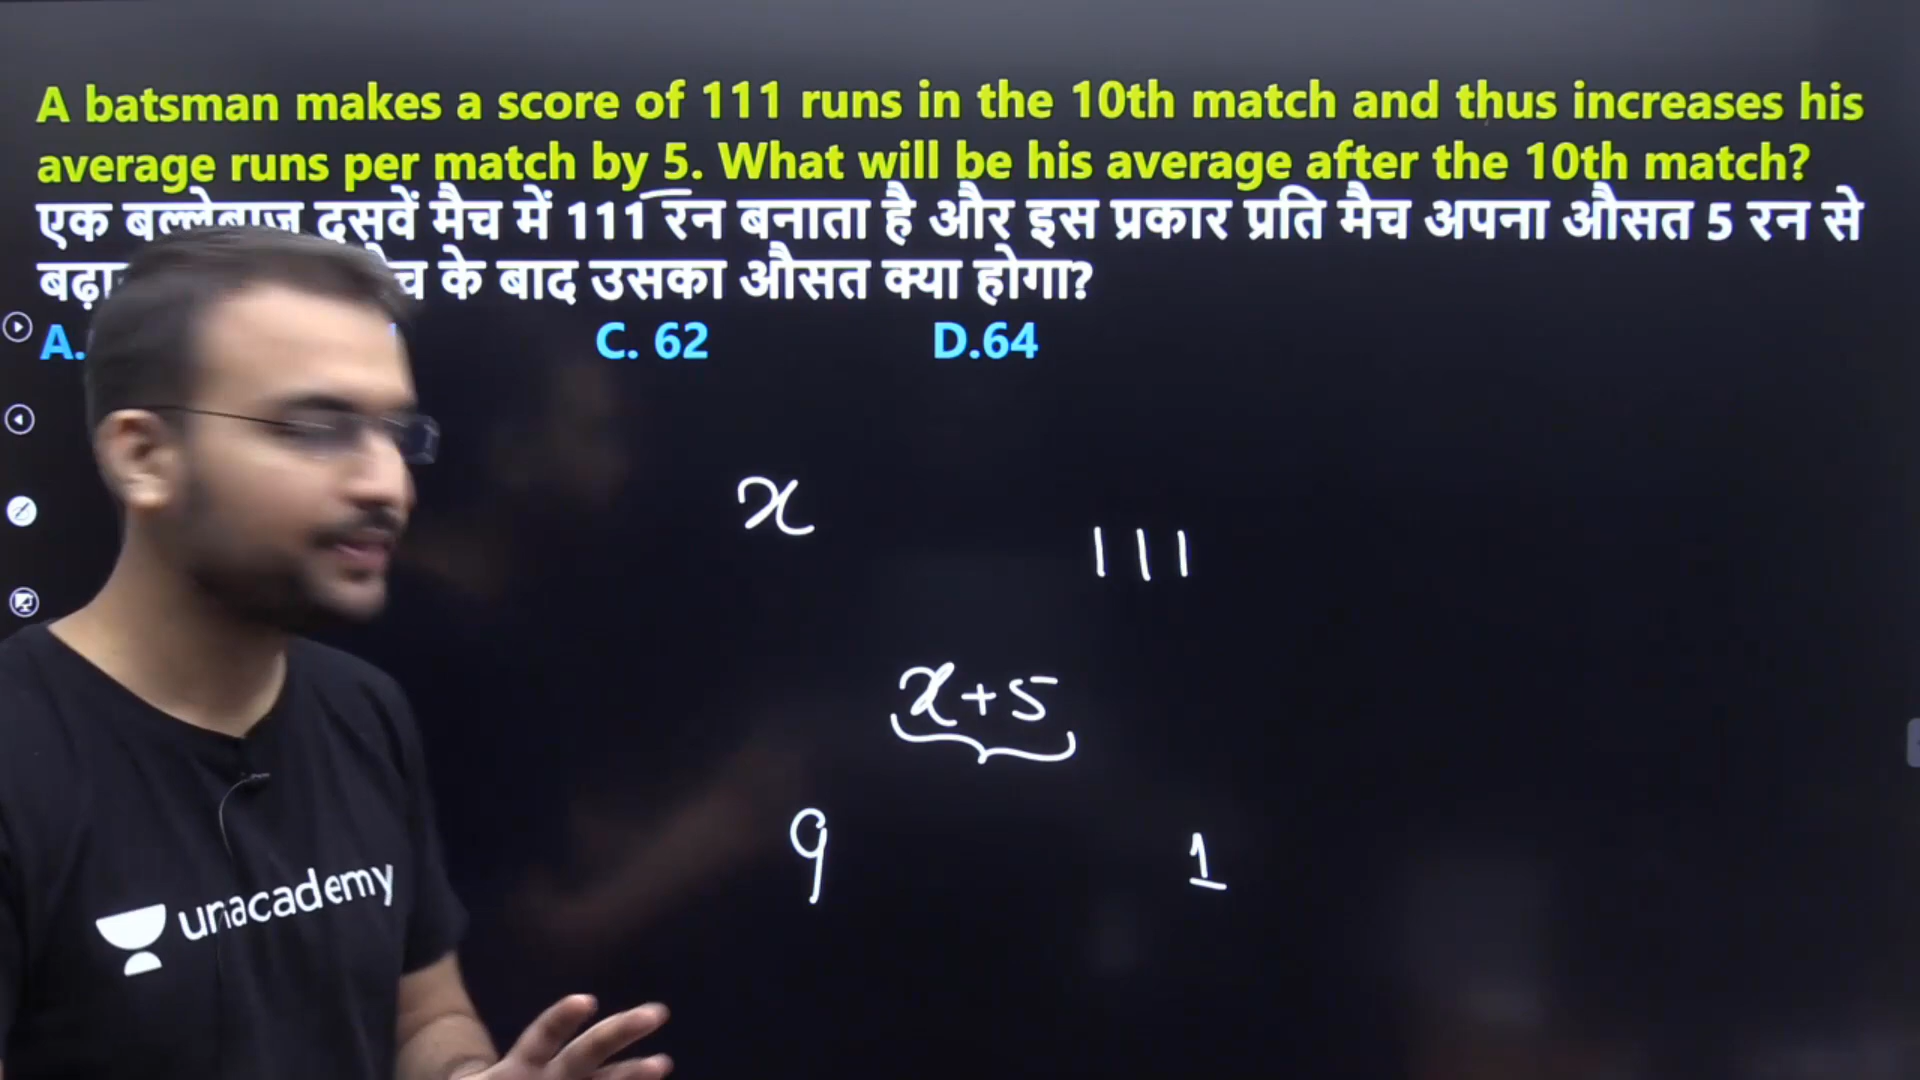 A batsman makes a score of 111 runs in the 10th match and thus increases his
average runs per match by 5. What will be his average after the 10th match?
एक बल्लेबाज दसवें मैच में 111 रन बनाता है और इस प्रकार प्रति मैच अपना औसत 5 रन से
के बाद उसका औसत क्या होगा?
A. C. 62 D.64
x
111
x+5
9 1
unacademy